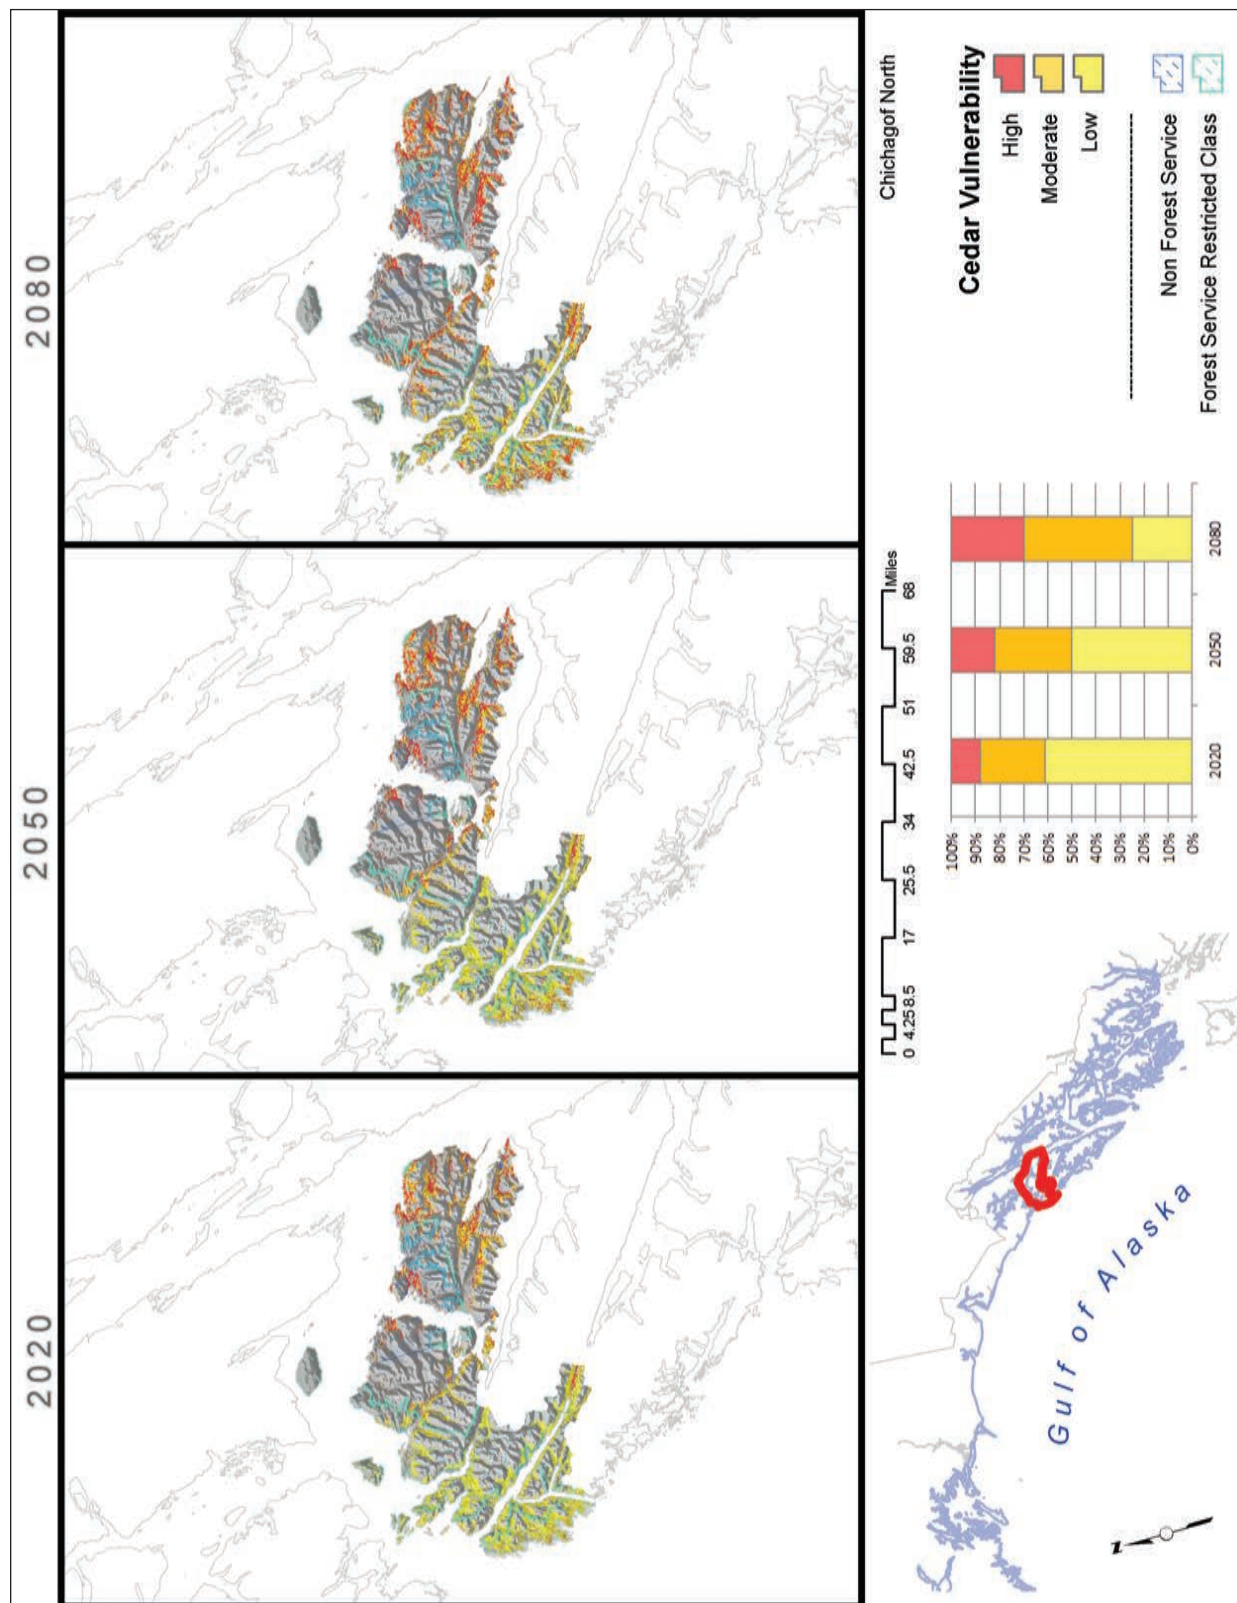 2020
2050
2080
0 4.25 8.5 17 25.5 34 42.5 51 59.5 68
Miles
Chichagof North
Gulf of Alaska
100%
90%
80%
70%
60%
50%
40%
30%
20%
10%
0%
2020 2050 2080
Cedar Vulnerability
High
Moderate
Low
Non Forest Service
Forest Service Restricted Class